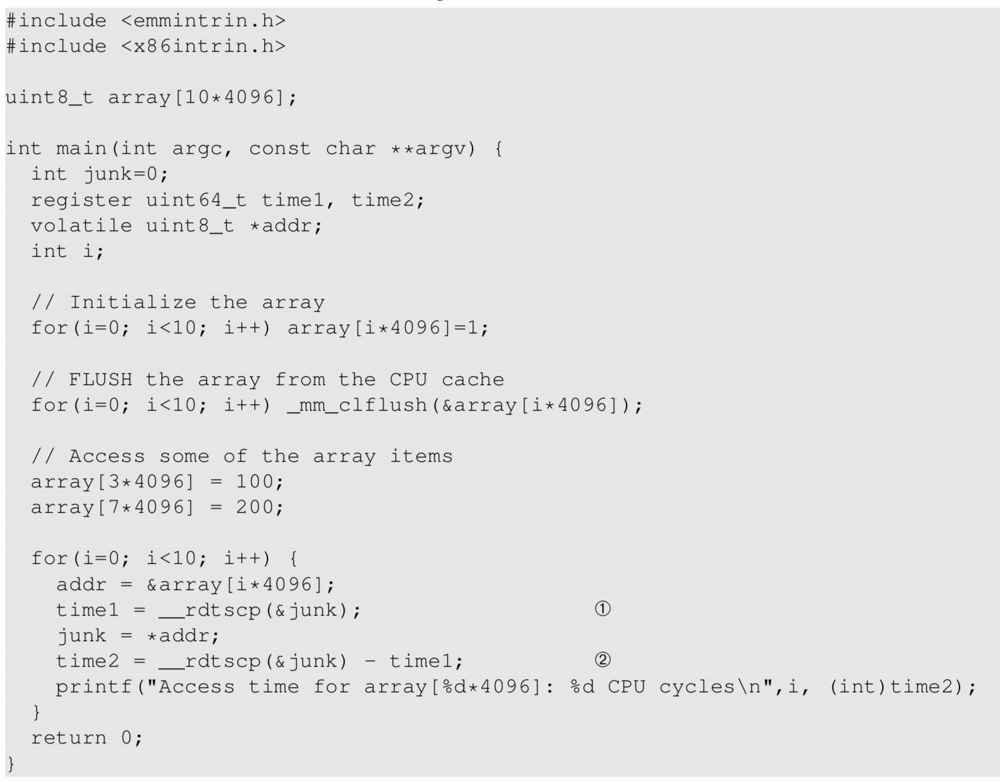 #include <emmintrin.h>
#include <x86intrin.h>

uint8_t array[10*4096];

int main(int argc, const char **argv) {
  int junk=0;
  register uint64_t time1, time2;
  volatile uint8_t *addr;
  int i;

  // Initialize the array
  for(i=0; i<10; i++) array[i*4096]=1;

  // FLUSH the array from the CPU cache
  for(i=0; i<10; i++) _mm_clflush(&array[i*4096]);

  // Access some of the array items
  array[3*4096] = 100;
  array[7*4096] = 200;

  for(i=0; i<10; i++) {
    addr = &array[i*4096];
    time1 = __rdtscp(&junk);                  ①
    junk = *addr;
    time2 = __rdtscp(&junk) - time1;          ②
    printf("Access time for array[%d*4096]: %d CPU cycles\n",i, (int)time2);
  }
  return 0;
}